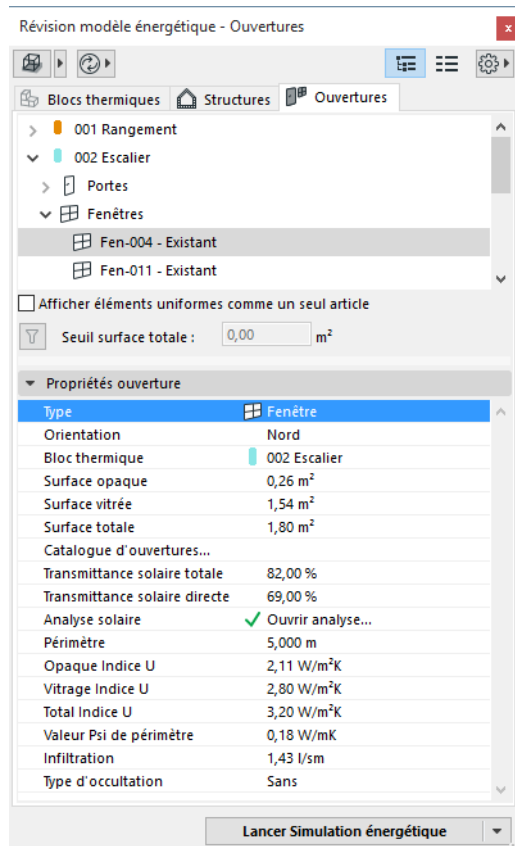 Révision modèle énergétique - Ouvertures
x
Blocs thermiques Structures Ouvertures
001 Rangement
002 Escalier
Portes
Fenêtres
Fen-004 - Existant
Fen-011 - Existant
Afficher éléments uniformes comme un seul article
Seuil surface totale : 0,00 m²
Propriétés ouverture
Type Fenêtre
Orientation Nord
Bloc thermique 002 Escalier
Surface opaque 0,26 m²
Surface vitrée 1,54 m²
Surface totale 1,80 m²
Catalogue d'ouvertures...
Transmittance solaire totale 82,00 %
Transmittance solaire directe 69,00 %
Analyse solaire Ouvrir analyse...
Périmètre 5,000 m
Opaque Indice U 2,11 W/m²K
Vitrage Indice U 2,80 W/m²K
Total Indice U 3,20 W/m²K
Valeur Psi de périmètre 0,18 W/mK
Infiltration 1,43 l/sm
Type d'occultation Sans
Lancer Simulation énergétique